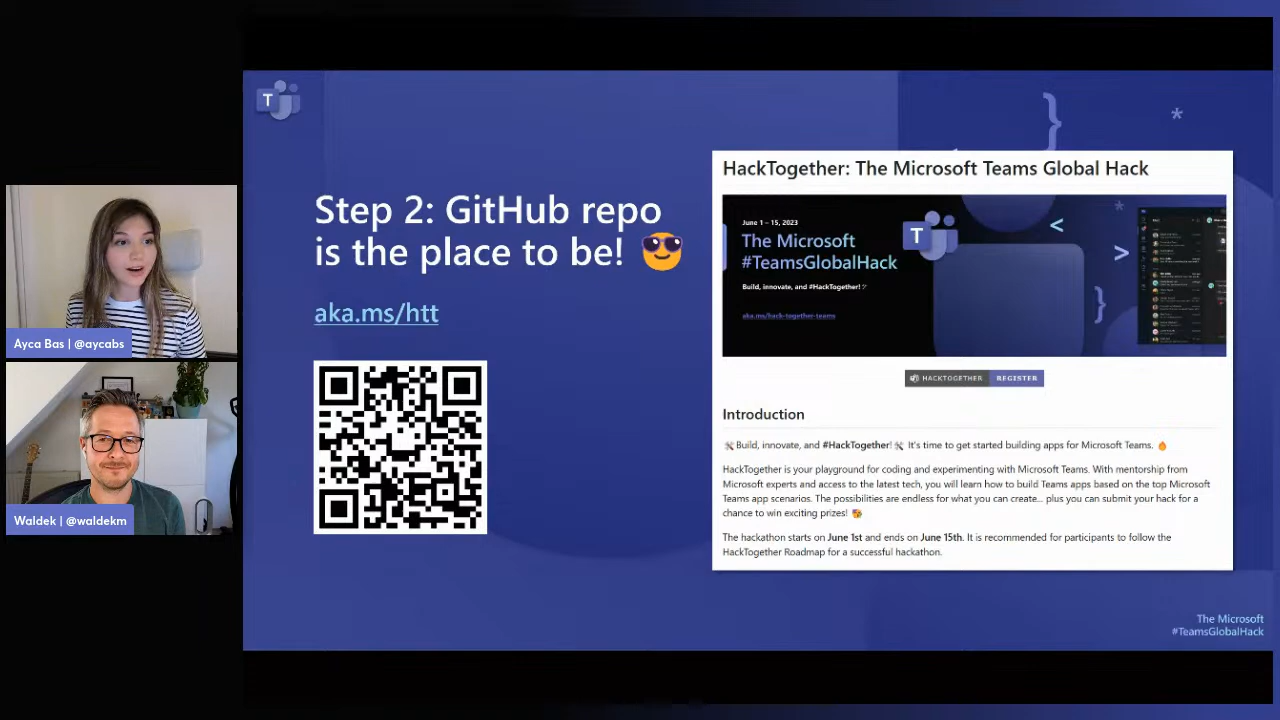 T
Step 2: GitHub repo
is the place to be! 😎
aka.ms/htt
Ayca Bas | @aycabs
Waldek | @waldekm
}
*
HackTogether: The Microsoft Teams Global Hack
June 1 – 15, 2023
The Microsoft
#TeamsGlobalHack
Build, innovate, and #HackTogether!
aka.ms/hack-together-teams
T
<
>
}
*
HACKTOGETHER REGISTER
Introduction
🛠️Build, innovate, and #HackTogether!🛠️ It's time to get started building apps for Microsoft Teams. 🔥
HackTogether is your playground for coding and experimenting with Microsoft Teams. With mentorship from
Microsoft experts and access to the latest tech, you will learn how to build Teams apps based on the top Microsoft
Teams app scenarios. The possibilities are endless for what you can create... plus you can submit your hack for a
chance to win exciting prizes! 🥳
The hackathon starts on June 1st and ends on June 15th. It is recommended for participants to follow the
HackTogether Roadmap for a successful hackathon.
The Microsoft
#TeamsGlobalHack